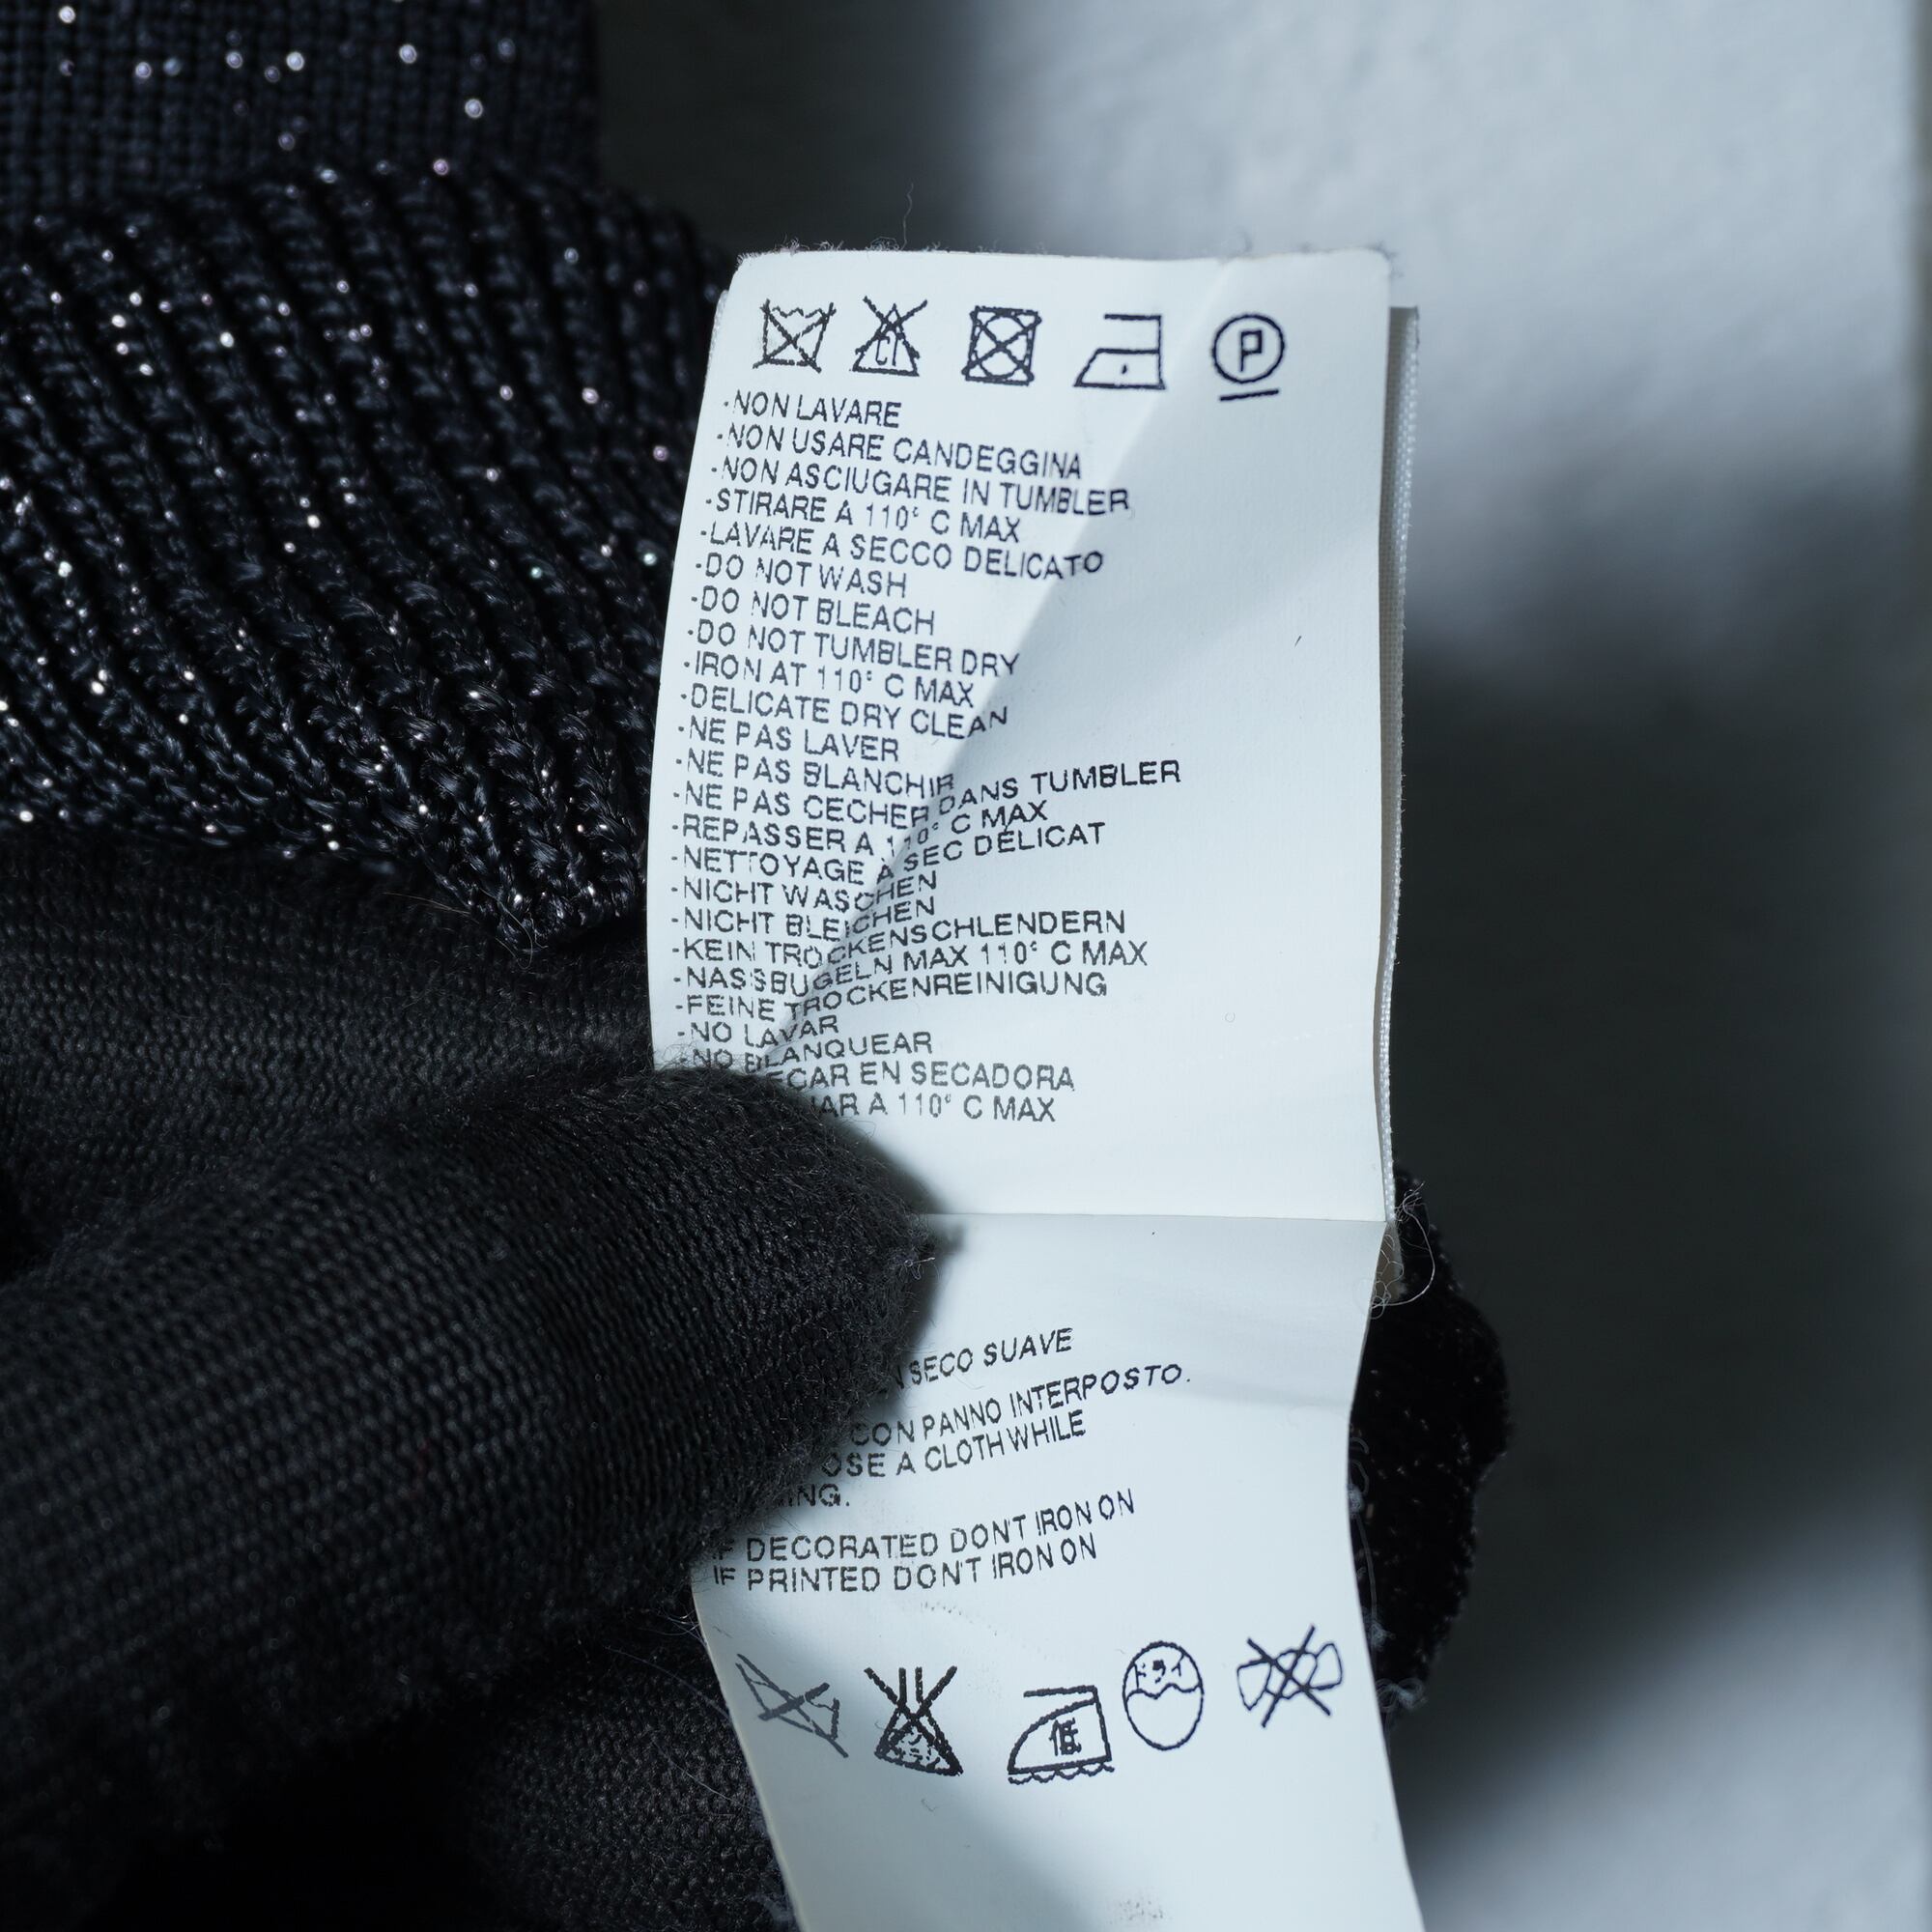 CL
P
-NON LAVARE
-NON USARE CANDEGGINA
-NON ASCIUGARE IN TUMBLER
-STIRARE A 110° C MAX
-LAVARE A SECCO DELICATO
-DO NOT WASH
-DO NOT BLEACH
-DO NOT TUMBLER DRY
-IRON AT 110° C MAX
-DELICATE DRY CLEAN
-NE PAS LAVER
-NE PAS BLANCHIR
-NE PAS CECHER DANS TUMBLER
-REPASSER A 110° C MAX
-NETTOYAGE A SEC DÉLICAT
-NICHT WASCHEN
-NICHT BLEICHEN
-KEIN TROCKENSCHLENDERN
-NASSBUGELN MAX 110° C MAX
-FEINE TROCKENREINIGUNG
-NO LAVAR
-NO BLANQUEAR
EN SECADORA
A 110° C MAX
SECO SUAVE
CON PANNO INTERPOSTO.
A CLOTH WHILE
IF DECORATED DON'T IRON ON
IF PRINTED DON'T IRON ON
ドライ